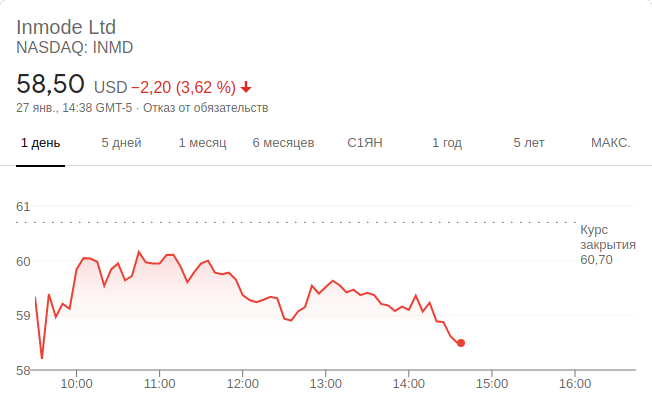 Inmode Ltd
NASDAQ: INMD
58,50 USD −2,20 (3,62 %)
27 янв., 14:38 GMT-5 · Отказ от обязательств
1 день 5 дней 1 месяц 6 месяцев С1ЯН 1 год 5 лет МАКС.
61
Курс
закрытия
60,70
60
59
58
10:00 11:00 12:00 13:00 14:00 15:00 16:00